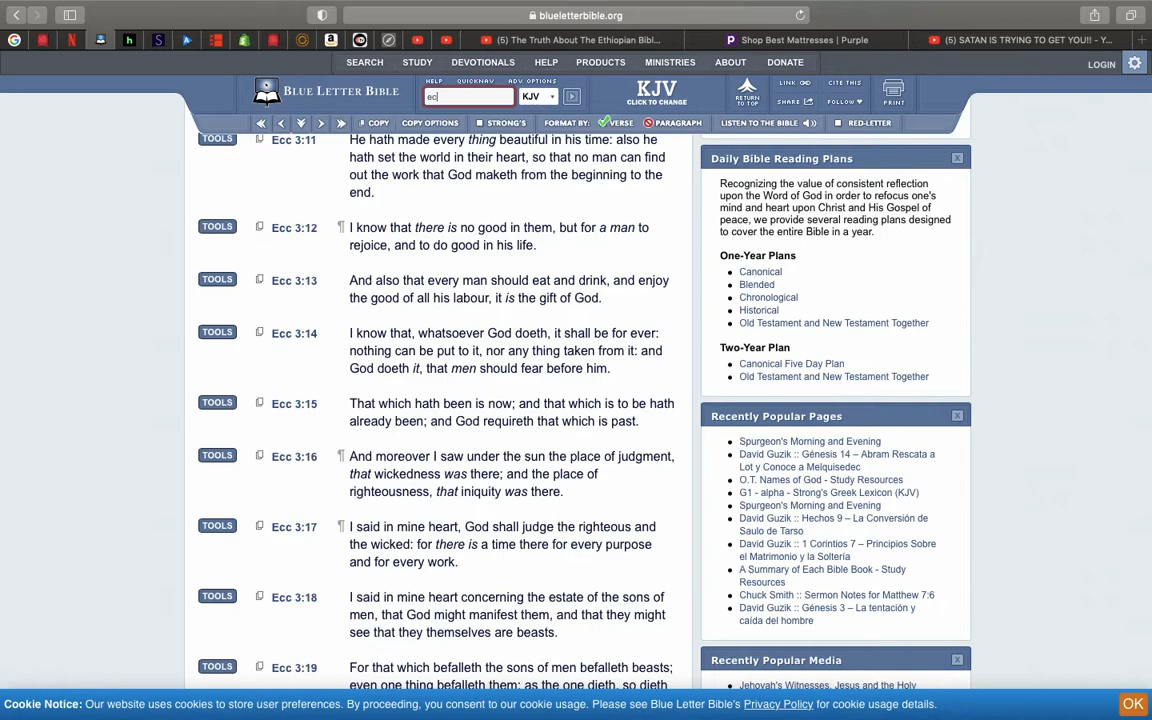 blueletterbible.org
(5) The Truth About The Ethiopian Bibl...
Shop Best Mattresses | Purple
(5) SATAN IS TRYING TO GET YOU!! - Y...
SEARCH STUDY DEVOTIONALS HELP PRODUCTS MINISTRIES ABOUT DONATE LOGIN
BLUE LETTER BIBLE
HELP QUICKNAV ADV. OPTIONS
ec KJV
KJV
CLICK TO CHANGE
RETURN TO TOP
LINK CITE THIS
SHARE FOLLOW
PRINT
COPY COPY OPTIONS STRONG'S FORMAT BY: VERSE PARAGRAPH LISTEN TO THE BIBLE RED-LETTER
TOOLS Ecc 3:11 He hath made every thing beautiful in his time: also he
hath set the world in their heart, so that no man can find
out the work that God maketh from the beginning to the
end.
TOOLS Ecc 3:12 ¶ I know that there is no good in them, but for a man to
rejoice, and to do good in his life.
TOOLS Ecc 3:13 And also that every man should eat and drink, and enjoy
the good of all his labour, it is the gift of God.
TOOLS Ecc 3:14 I know that, whatsoever God doeth, it shall be for ever:
nothing can be put to it, nor any thing taken from it: and
God doeth it, that men should fear before him.
TOOLS Ecc 3:15 That which hath been is now; and that which is to be hath
already been; and God requireth that which is past.
TOOLS Ecc 3:16 ¶ And moreover I saw under the sun the place of judgment,
that wickedness was there; and the place of
righteousness, that iniquity was there.
TOOLS Ecc 3:17 ¶ I said in mine heart, God shall judge the righteous and
the wicked: for there is a time there for every purpose
and for every work.
TOOLS Ecc 3:18 I said in mine heart concerning the estate of the sons of
men, that God might manifest them, and that they might
see that they themselves are beasts.
TOOLS Ecc 3:19 For that which befalleth the sons of men befalleth beasts;
even one thing befalleth them: as the one dieth, so dieth
Daily Bible Reading Plans
Recognizing the value of consistent reflection
upon the Word of God in order to refocus one's
mind and heart upon Christ and His Gospel of
peace, we provide several reading plans designed
to cover the entire Bible in a year.
One-Year Plans
Canonical
Blended
Chronological
Historical
Old Testament and New Testament Together
Two-Year Plan
Canonical Five Day Plan
Old Testament and New Testament Together
Recently Popular Pages
Spurgeon's Morning and Evening
David Guzik :: Génesis 14 – Abram Rescata a
Lot y Conoce a Melquisedec
O.T. Names of God - Study Resources
G1 - alpha - Strong's Greek Lexicon (KJV)
Spurgeon's Morning and Evening
David Guzik :: Hechos 9 – La Conversión de
Saulo de Tarso
David Guzik :: 1 Corintios 7 – Principios Sobre
el Matrimonio y la Soltería
A Summary of Each Bible Book - Study
Resources
Chuck Smith :: Sermon Notes for Matthew 7:6
David Guzik :: Génesis 3 – La tentación y
caída del hombre
Recently Popular Media
Jehovah's Witnesses, Jesus and the Holy
Cookie Notice: Our website uses cookies to store user preferences. By proceeding, you consent to our cookie usage. Please see Blue Letter Bible's Privacy Policy for cookie usage details. OK